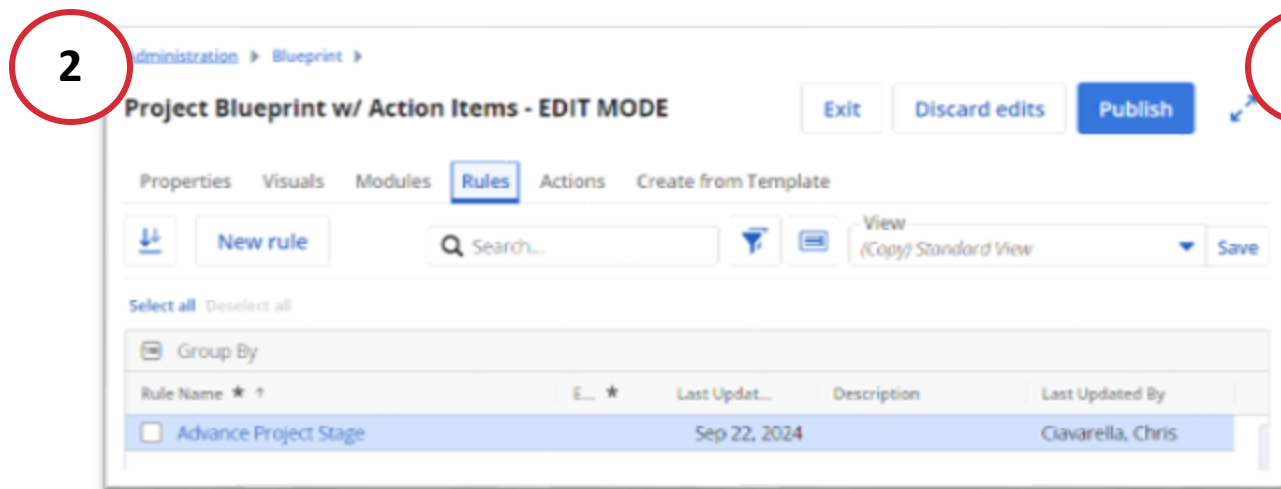 2
Administration Blueprint
Project Blueprint w/ Action Items - EDIT MODE
Exit Discard edits Publish
Properties Visuals Modules Rules Actions Create from Template
New rule Search... View (Copy) Standard View Save
Select all Deselect all
Group By
Rule Name * ↑ E... * Last Updat... Description Last Updated By
Advance Project Stage Sep 22, 2024 Ciavarella, Chris